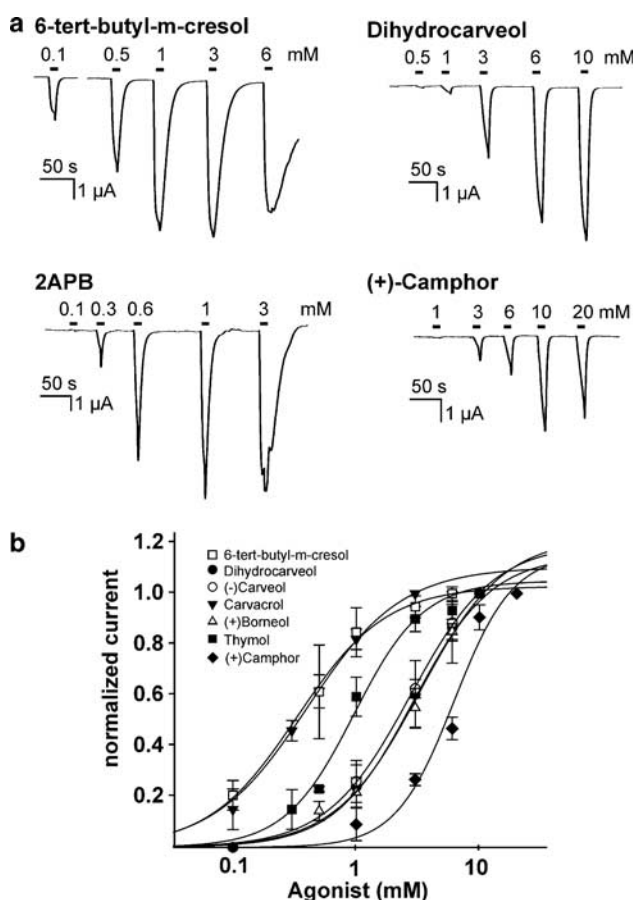 a
6-tert-butyl-m-cresol
0.1 0.5 1 3 6 mM
50 s
1 µA
Dihydrocarveol
0.5 1 3 6 10 mM
50 s
1 µA
2APB
0.1 0.3 0.6 1 3 mM
50 s
1 µA
(+)-Camphor
1 3 6 10 20 mM
50 s
1 µA
b
1.2
1.0
0.8
0.6
0.4
0.2
normalized current
6-tert-butyl-m-cresol
Dihydrocarveol
(-)Carveol
Carvacrol
(+)Borneol
Thymol
(+)Camphor
0.1 1 10
Agonist (mM)